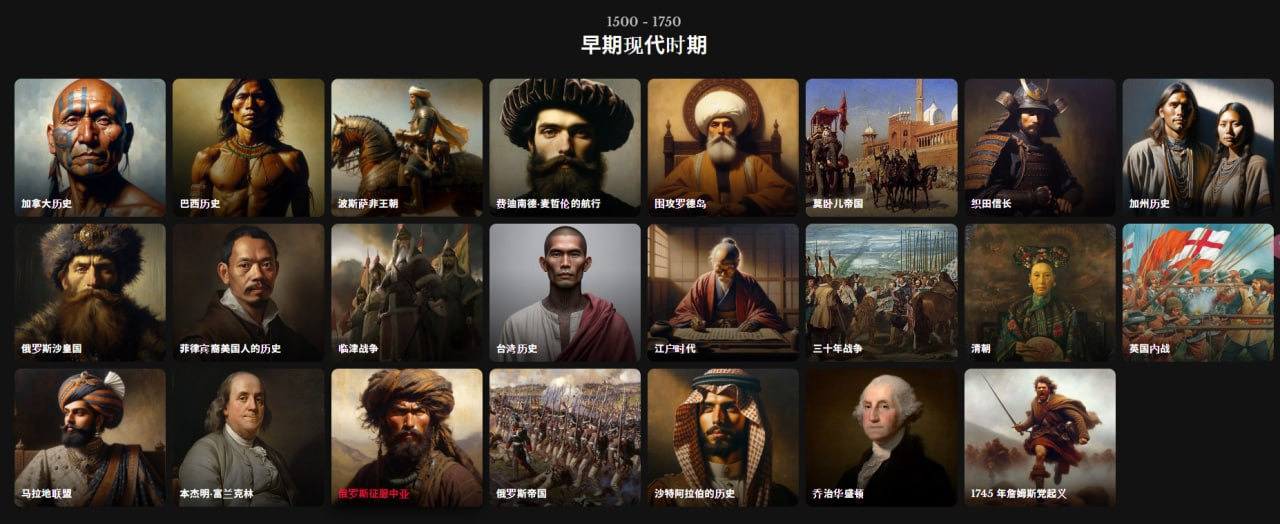 1500 - 1750
早期现代时期
加拿大历史
巴西历史
波斯萨非王朝
费迪南德·麦哲伦的航行
围攻罗德岛
莫卧儿帝国
织田信长
加州历史
俄罗斯沙皇国
菲律宾裔美国人的历史
临津战争
台湾历史
江户时代
三十年战争
清朝
英国内战
马拉地联盟
本杰明·富兰克林
俄罗斯征服中亚
俄罗斯帝国
沙特阿拉伯的历史
乔治华盛顿
1745 年詹姆斯党起义